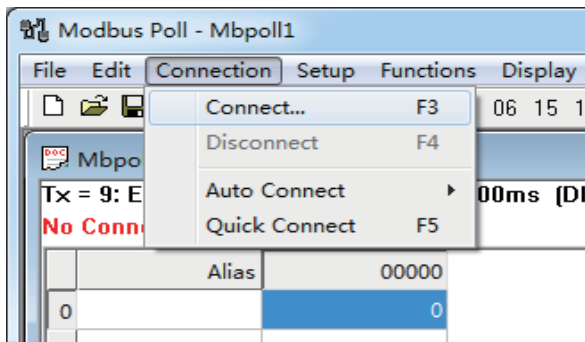 Modbus Poll - Mbpoll1
File Edit Connection Setup Functions Display
Connect... F3
06 15
Disconnect F4
Auto Connect
Quick Connect F5
Tx = 9: 00ms
No
Alias 00000
0 0